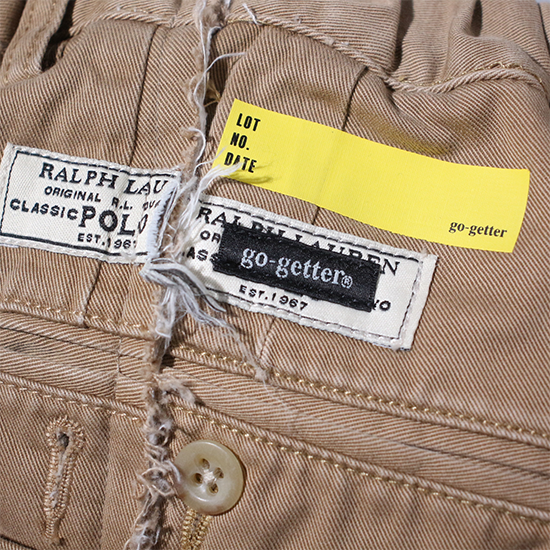 LOT
NO.
DATE
go-getter
RALPH LAU
ORIGINAL R.L.
CLASSIC POLO
EST. 1967
RALPH LAUREN
go-getter®
EST. 1967